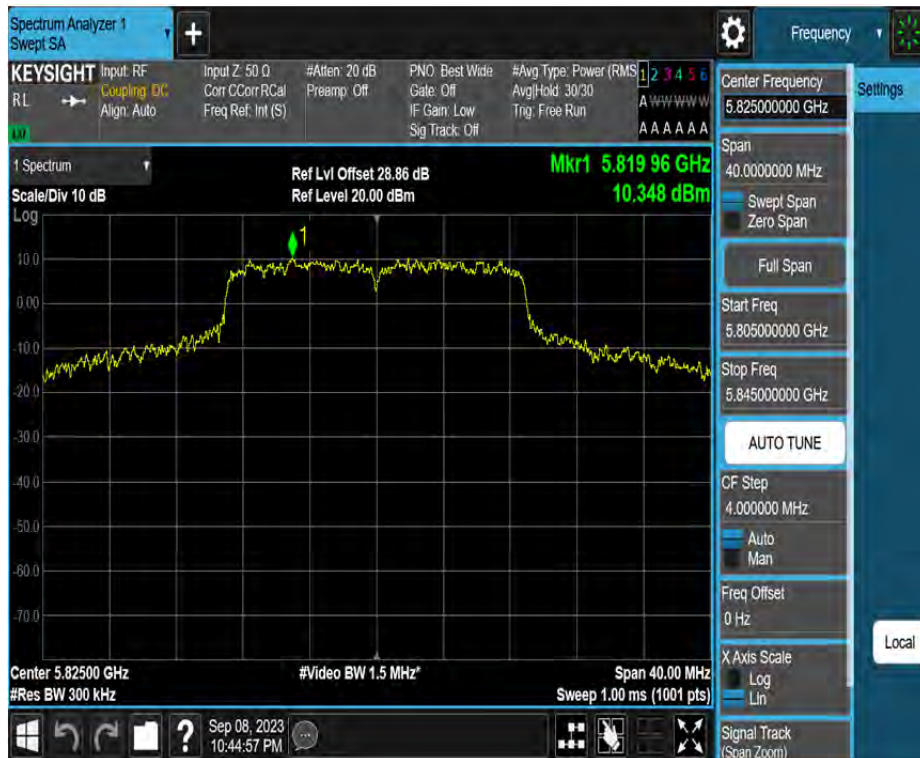 Spectrum Analyzer 1
Swept SA
Frequency
KEYSIGHT
RL
Input: RF
Coupling: DC
Align: Auto
Input Z: 50 Ω
Corr CCorr RCal
Freq Ref: Int (S)
#Atten: 20 dB
Preamp: Off
PNO: Best Wide
Gate: Off
IF Gain: Low
Sig Track: Off
#Avg Type: Power (RMS
Avg|Hold: 30/30
Trig: Free Run
1 2 3 4 5 6
A W W W W W
A A A A A A
Center Frequency
5.825000000 GHz
Settings
1 Spectrum
Scale/Div 10 dB
Log
Ref Lvl Offset 28.86 dB
Ref Level 20.00 dBm
Mkr1 5.819 96 GHz
10.348 dBm
1
10.0
0.00
-10.0
-20.0
-30.0
-40.0
-50.0
-60.0
-70.0
Span
40.0000000 MHz
Swept Span
Zero Span
Full Span
Start Freq
5.805000000 GHz
Stop Freq
5.845000000 GHz
AUTO TUNE
CF Step
4.000000 MHz
Auto
Man
Freq Offset
0 Hz
X Axis Scale
Log
Lin
Local
Signal Track
(Span Zoom)
Center 5.82500 GHz
#Res BW 300 kHz
#Video BW 1.5 MHz*
Span 40.00 MHz
Sweep 1.00 ms (1001 pts)
?
Sep 08, 2023
10:44:57 PM